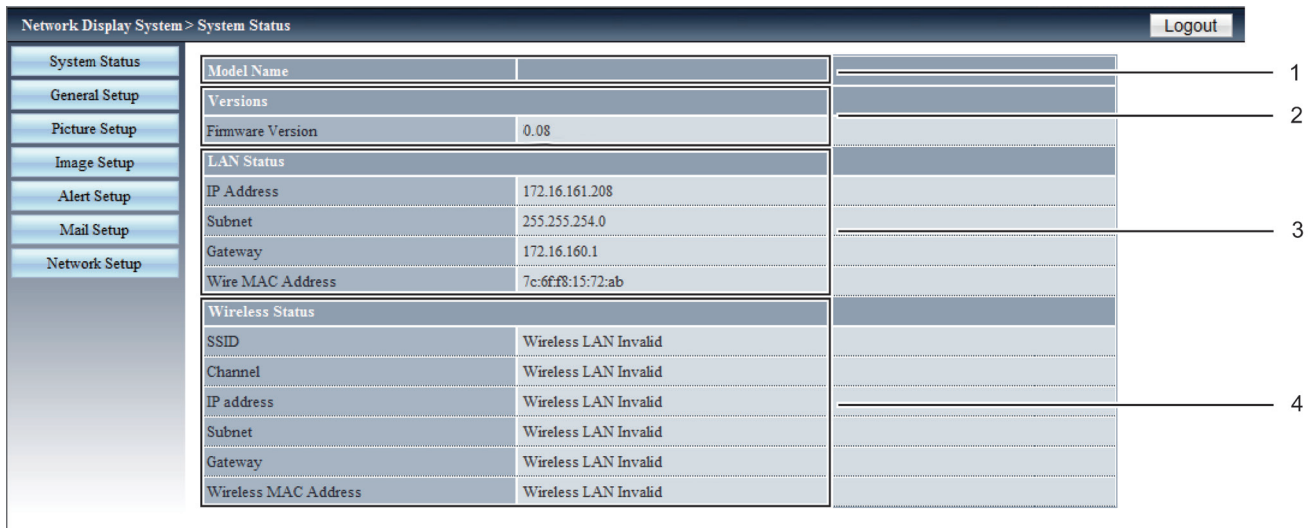 Network Display System > System Status
Logout
System Status
General Setup
Picture Setup
Image Setup
Alert Setup
Mail Setup
Network Setup
Model Name
1
Versions
2
Firmware Version 0.08
LAN Status
IP Address 172.16.161.208
Subnet 255.255.254.0
3
Gateway 172.16.160.1
Wire MAC Address 7c:6f:f8:15:72:ab
Wireless Status
SSID Wireless LAN Invalid
Channel Wireless LAN Invalid
IP address Wireless LAN Invalid
4
Subnet Wireless LAN Invalid
Gateway Wireless LAN Invalid
Wireless MAC Address Wireless LAN Invalid